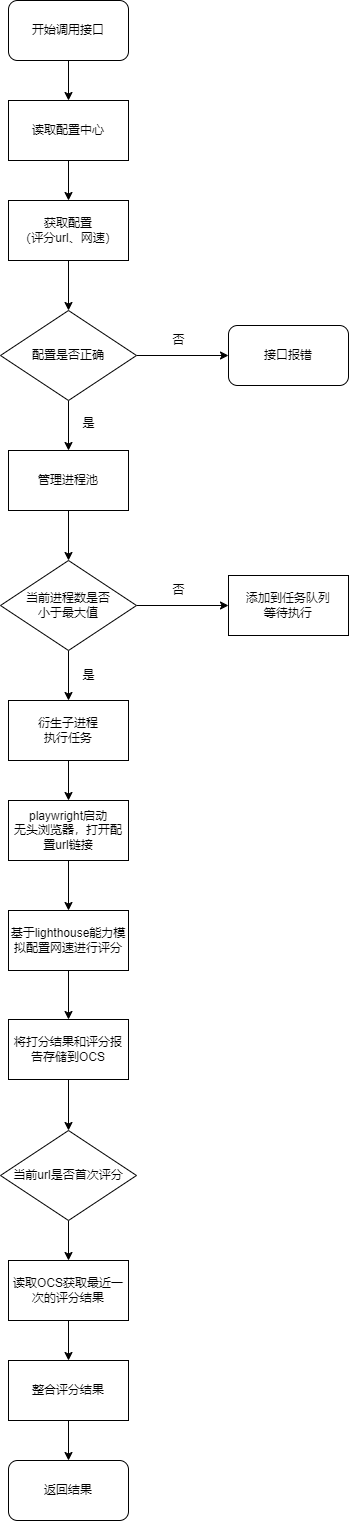 开始调用接口
读取配置中心
获取配置
（评分url、网速）
配置是否正确
否
接口报错
是
管理进程池
当前进程数是否
小于最大值
否
添加到任务队列
等待执行
是
衍生子进程
执行任务
playwright启动
无头浏览器，打开配
置url链接
基于lighthouse能力模
拟配置网速进行评分
将打分结果和评分报
告存储到OCS
当前url是否首次评分
读取OCS获取最近一
次的评分结果
整合评分结果
返回结果